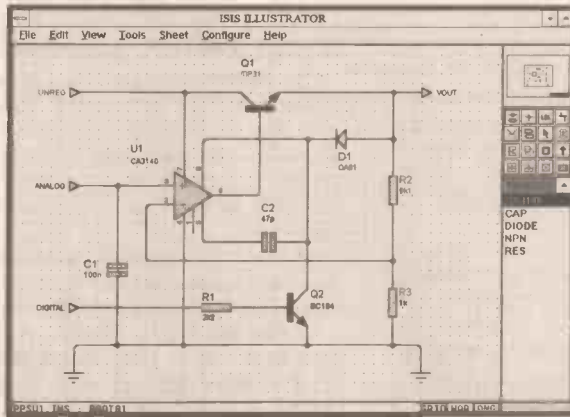 ISIS ILLUSTRATOR
File Edit View Tools Sheet Configure Help
Q1
UNREG
VOUT
U1
CA3140
D1
OA91
ANALOG
R2
C2
47p
CAP
DIODE
NPN
RES
C1
100n
R1
Q2
BC184
R3
1k
DIGITAL